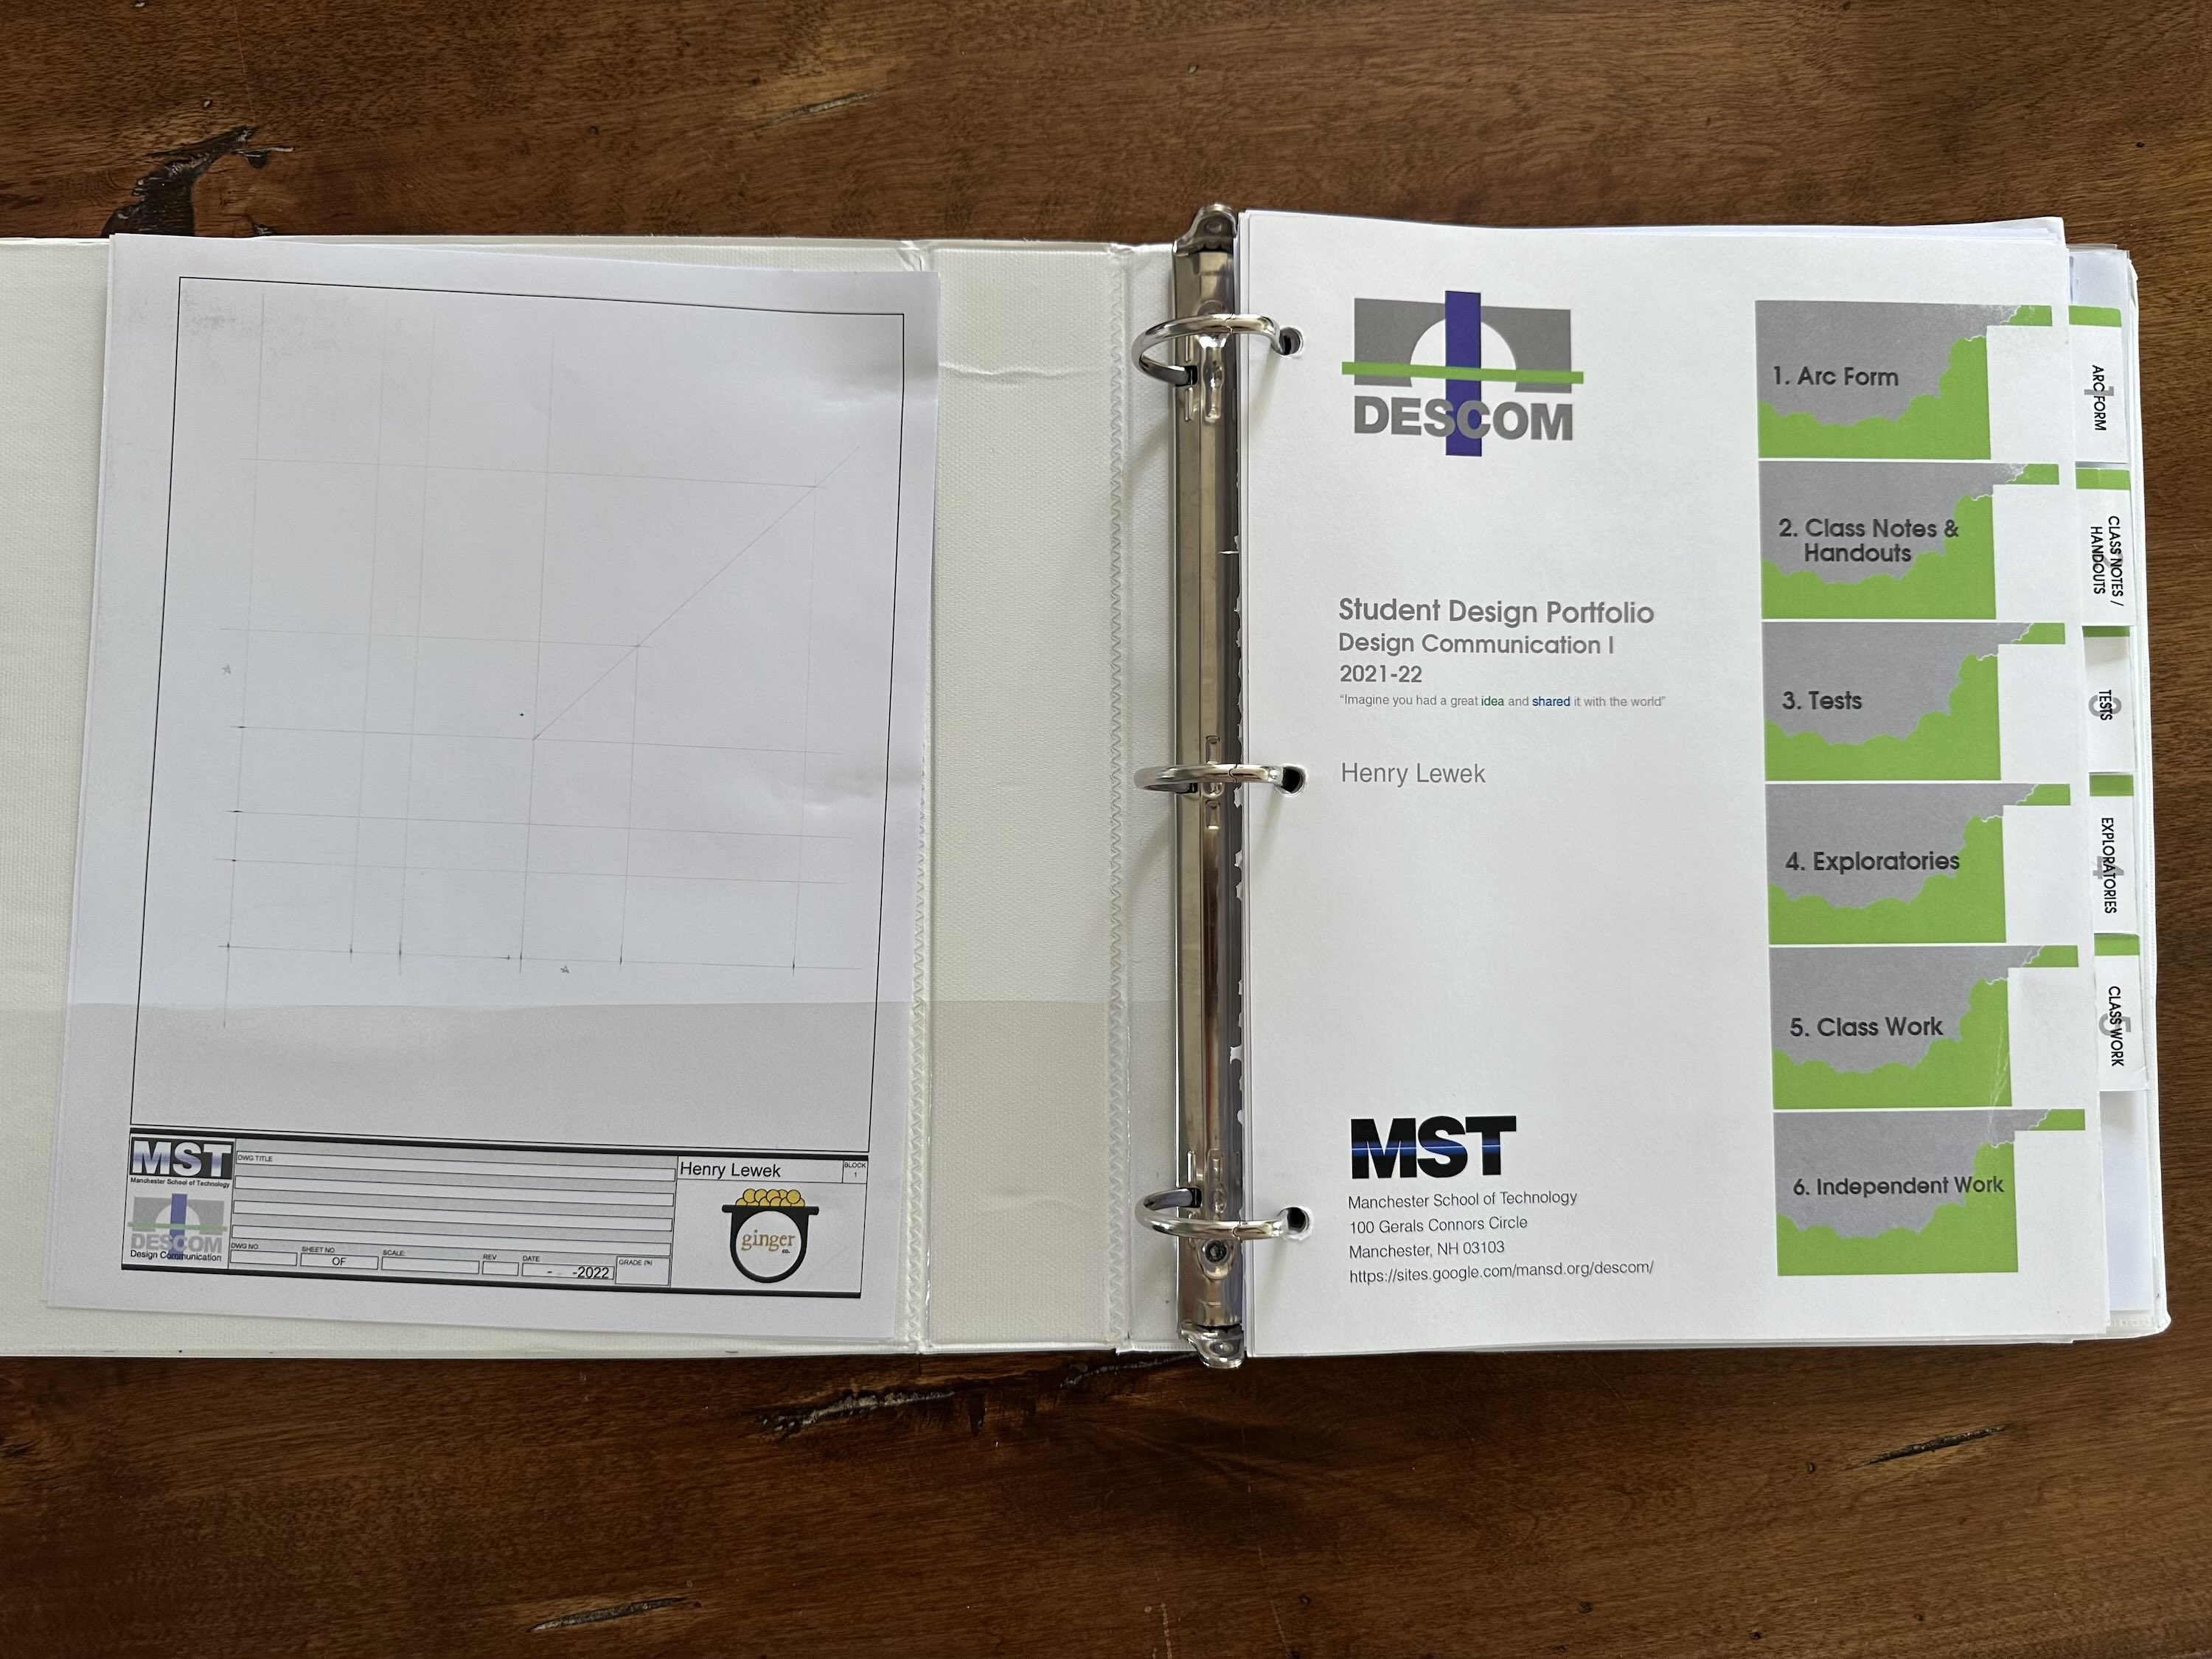 MST
Manchester School of Technology
DESCOM
Design Communication
DWG TITLE
DWG NO.
SHEET NO.
OF
SCALE:
REV
DATE
- -2022
GRADE (%)
Henry Lewek
BLOCK
1
ginger
co.
DESCOM
Student Design Portfolio
Design Communication I
2021-22
“Imagine you had a great idea and shared it with the world”
Henry Lewek
MST
Manchester School of Technology
100 Gerals Connors Circle
Manchester, NH 03103
https://sites.google.com/mansd.org/descom/
1. Arc Form
2. Class Notes &
Handouts
3. Tests
4. Exploratories
5. Class Work
6. Independent Work
1
ARC FORM
CLASS NOTES /
HANDOUTS
3
TESTS
4
EXPLORATORIES
5
CLASS WORK